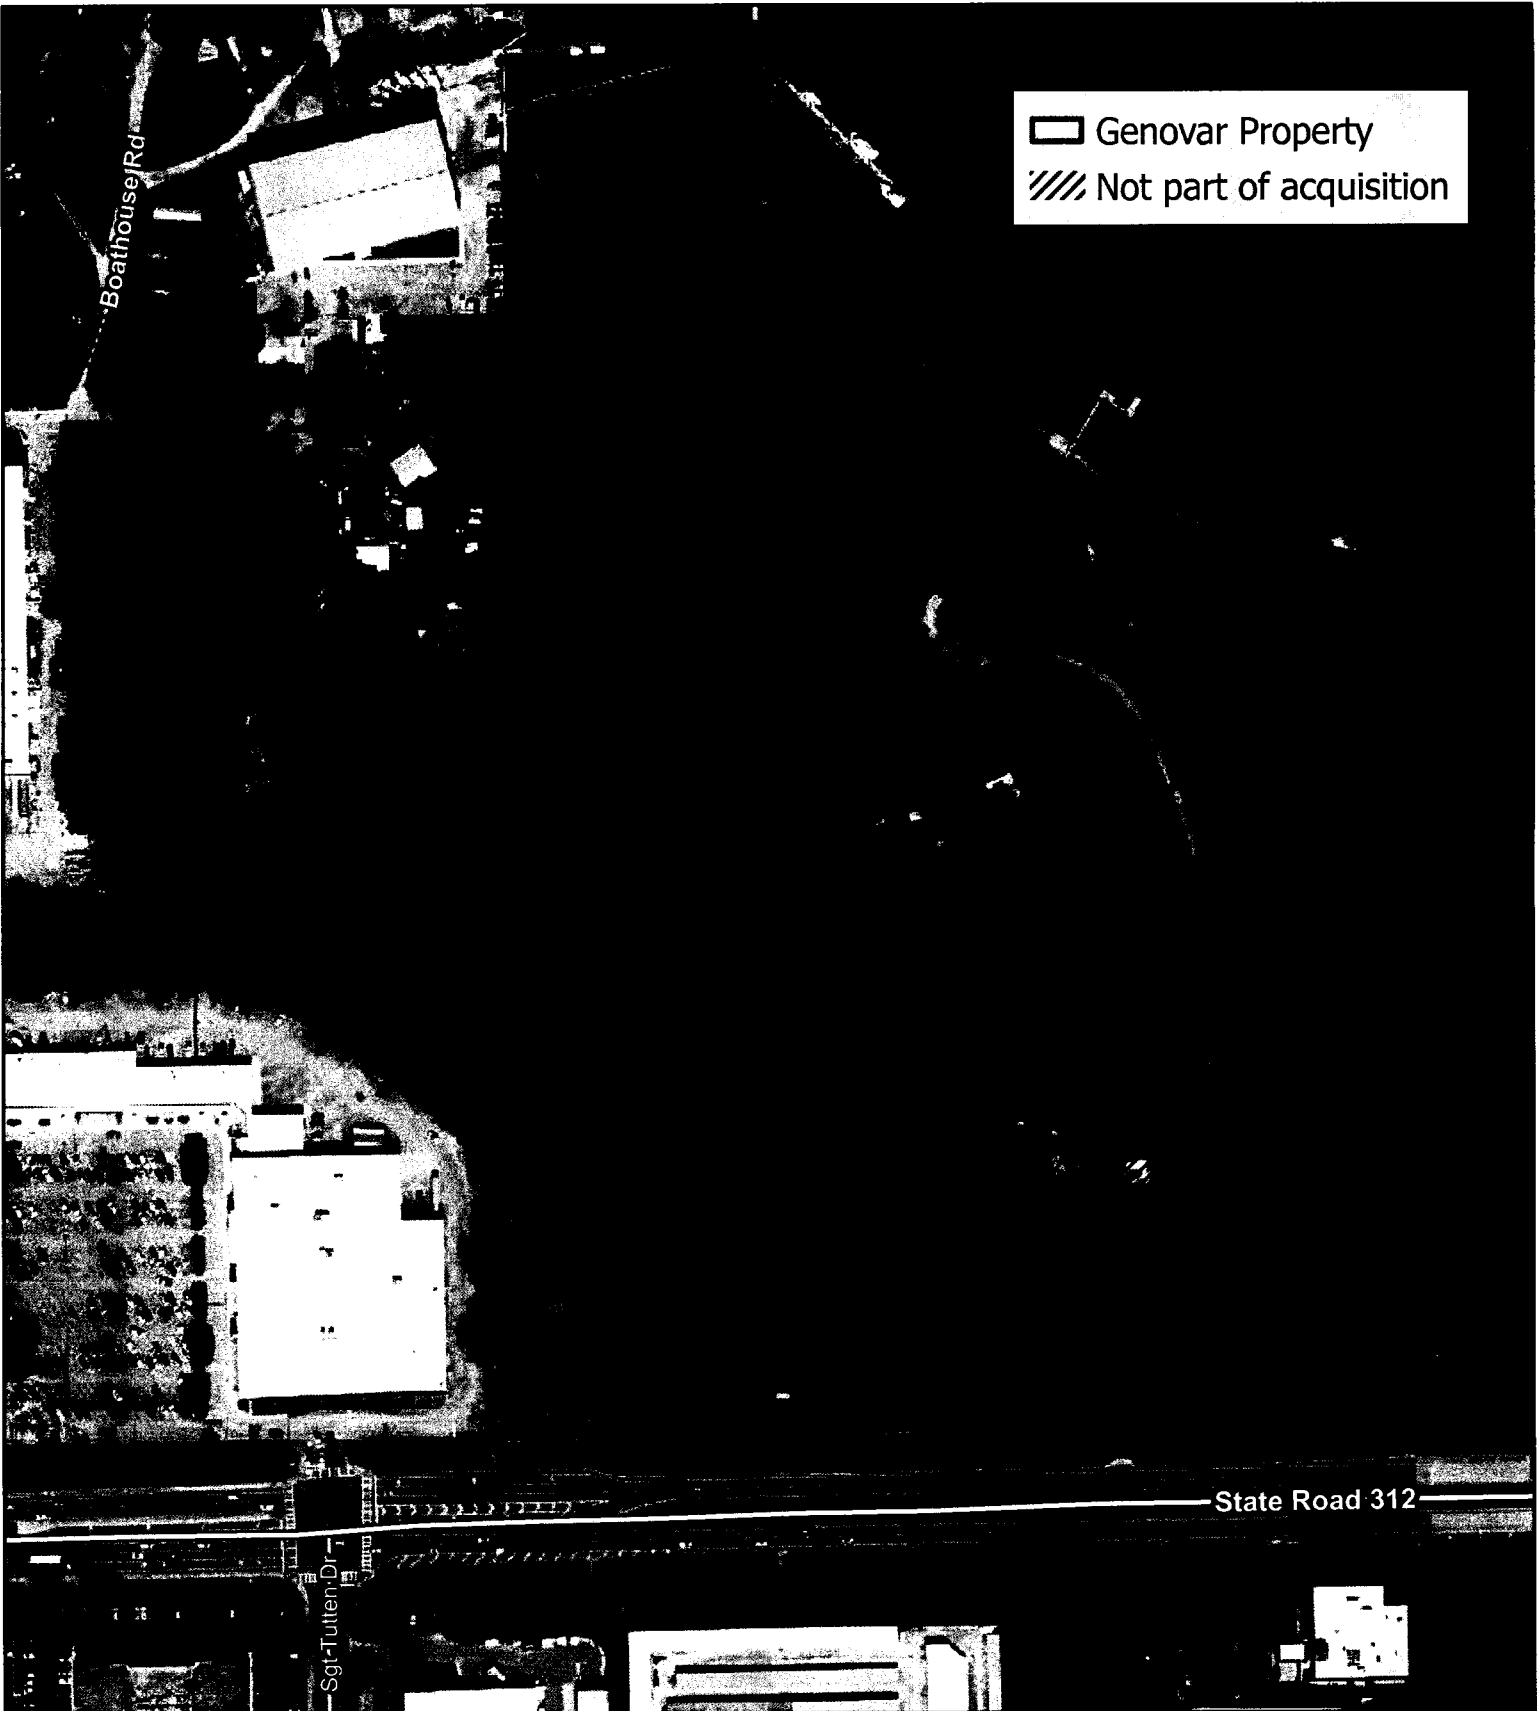 Genovar Property
Not part of acquisition
Boathouse Rd
State Road 312
Sgt Tutten Dr